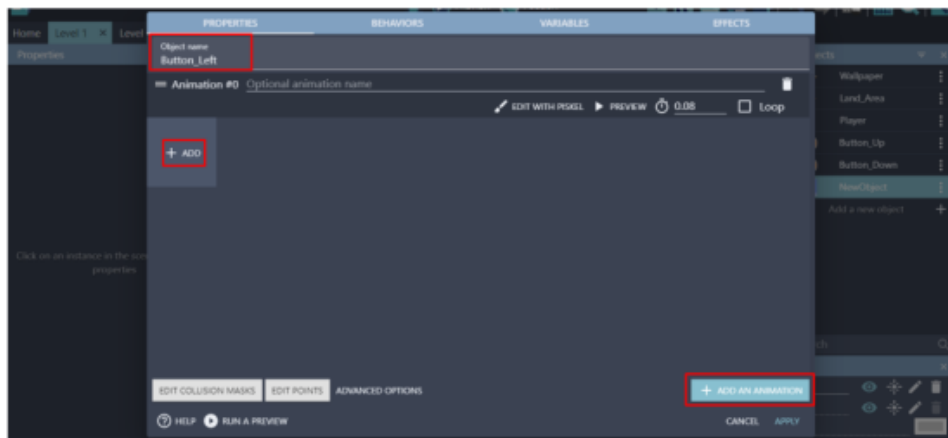 PROPERTIES BEHAVIORS VARIABLES EFFECTS
Home Level 1 × Level
Properties
Object name
Button_Left
Animation #0 Optional animation name
EDIT WITH PISKEL PREVIEW 0.08 Loop
+ ADD
Wallpaper
Land_Area
Player
Button_Up
Button_Down
NewObject
Add a new object +
Click on an instance in the
properties
EDIT COLLISION MASKS EDIT POINTS ADVANCED OPTIONS
+ ADD AN ANIMATION
HELP RUN A PREVIEW
CANCEL APPLY